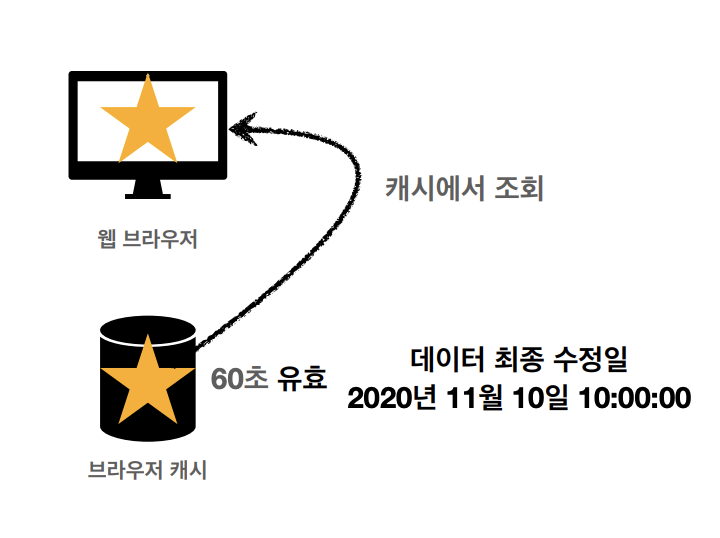 웹 브라우저
캐시에서 조회
60초 유효
데이터 최종 수정일
2020년 11월 10일 10:00:00
브라우저 캐시